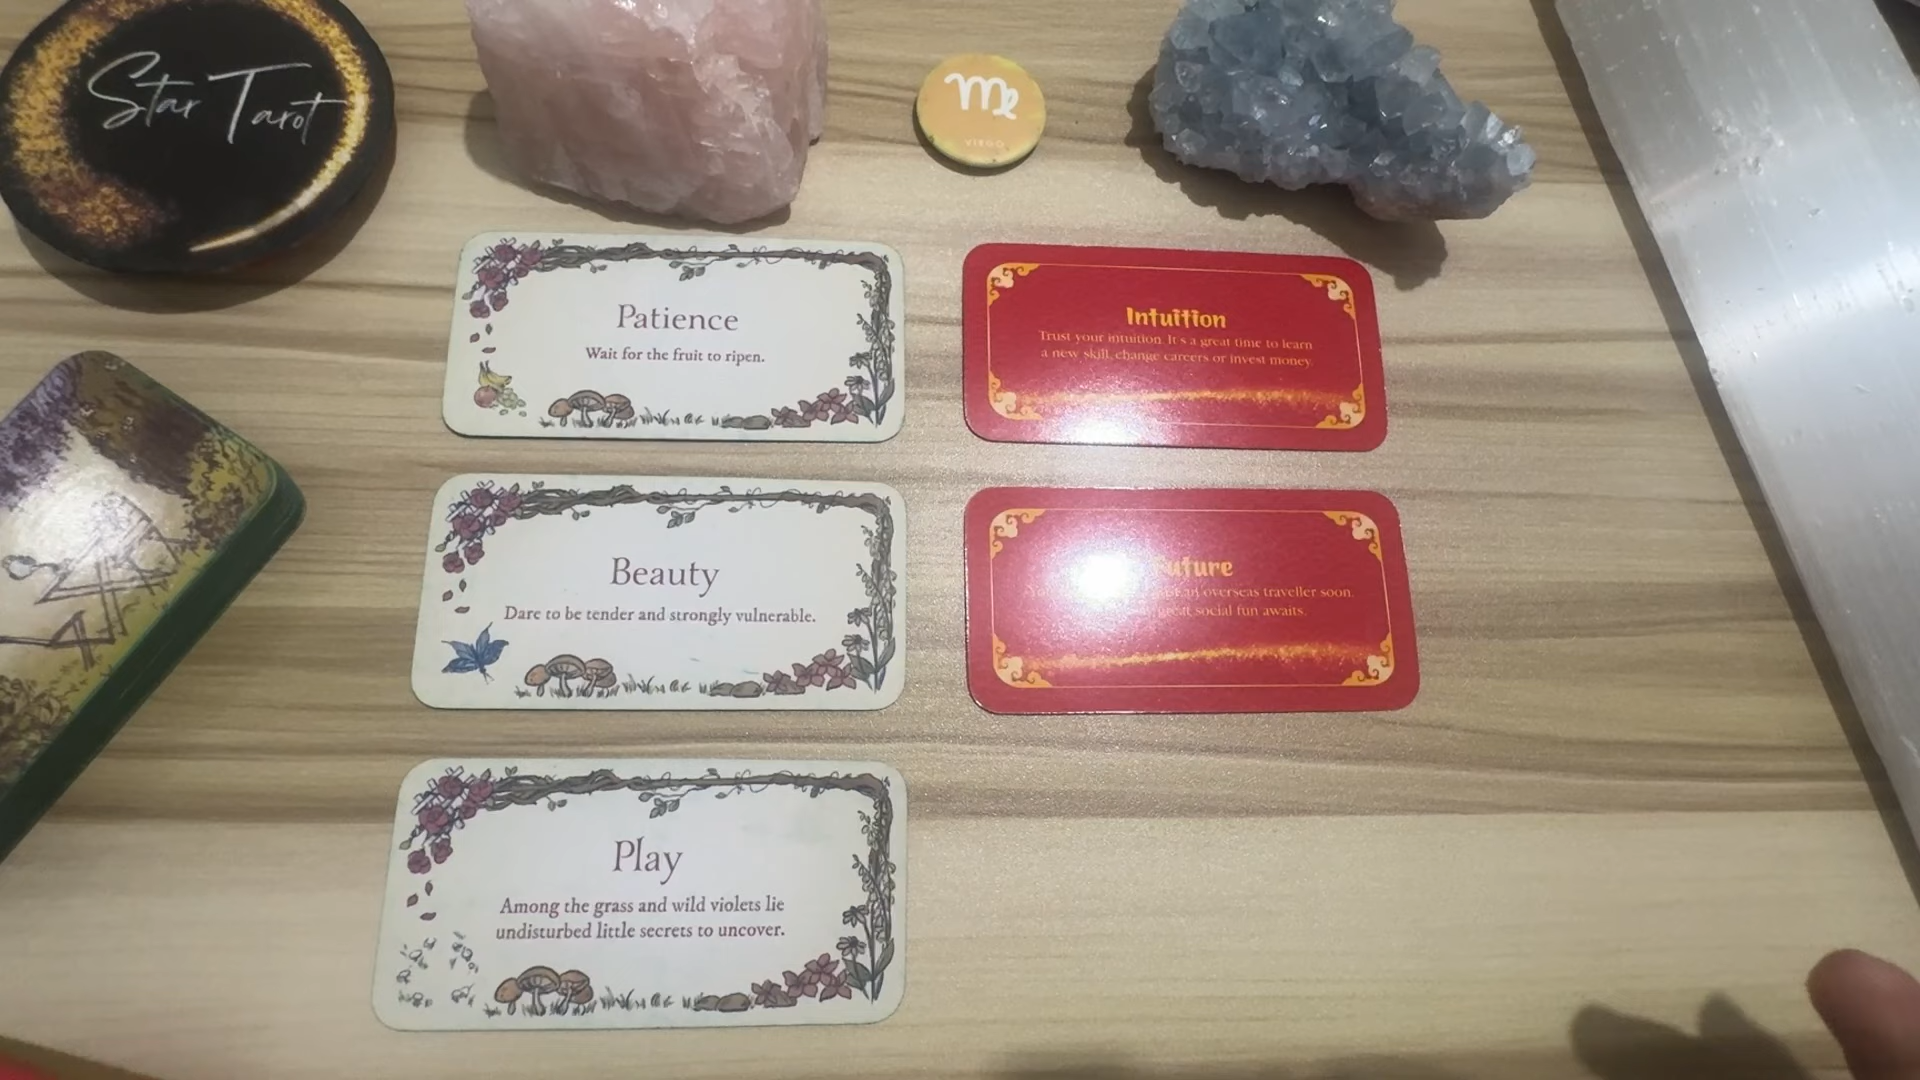 Star Tarot
VIRGO
Patience
Wait for the fruit to ripen.
Intuition
Trust your intuition. It's a great time to learn
a new skill, change careers or invest money.
Beauty
Dare to be tender and strongly vulnerable.
Future
an overseas traveller soon.
great social fun awaits.
Play
Among the grass and wild violets lie
undisturbed little secrets to uncover.